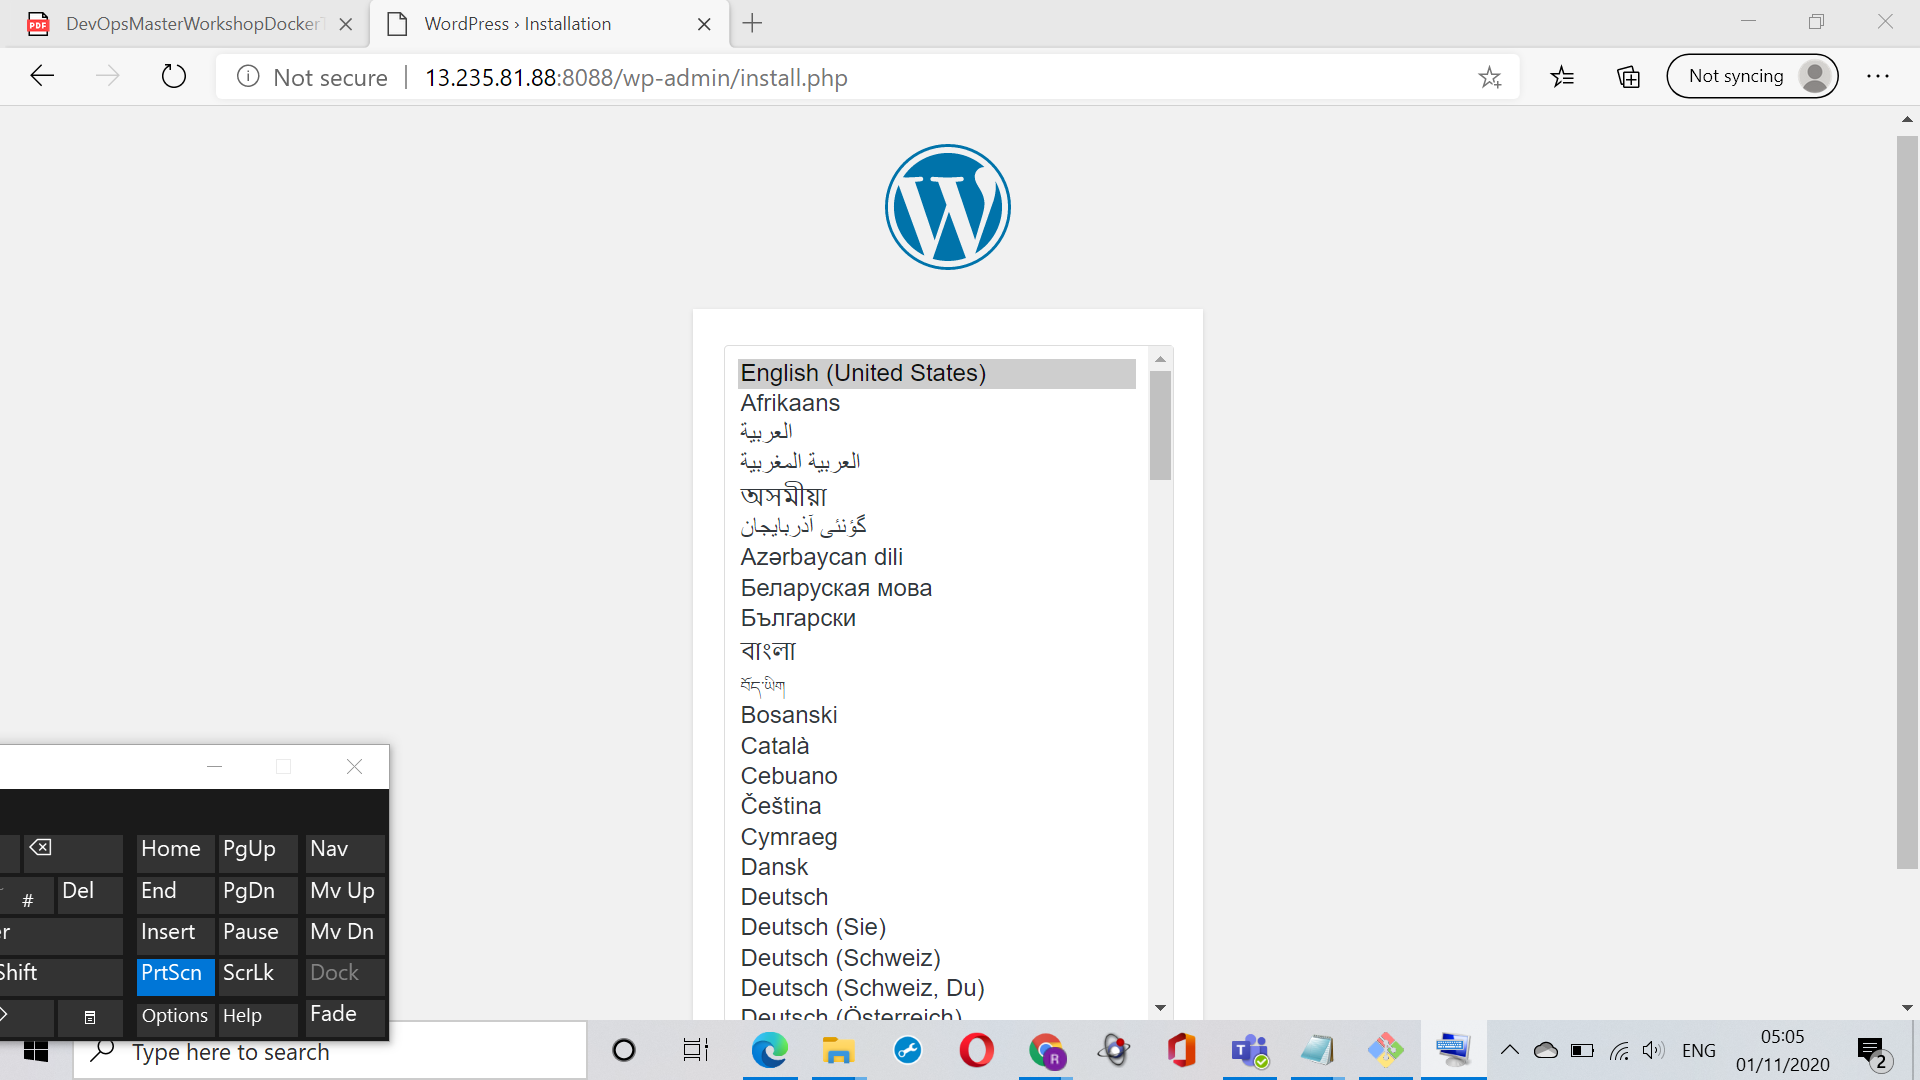 DevOpsMasterWorkshopDocker
WordPress › Installation
Not secure
13.235.81.88:8088/wp-admin/install.php
Not syncing
English (United States)
Afrikaans
العربية
العربية المغربية
অসমীয়া
گؤنئی آذربایجان
Azərbaycan dili
Беларуская мова
Български
বাংলা
བོད་ཡིག
Bosanski
Català
Cebuano
Čeština
Cymraeg
Dansk
Deutsch
Deutsch (Sie)
Deutsch (Schweiz)
Deutsch (Schweiz, Du)
Deutsch (Österreich)
Home PgUp Nav
# Del End PgDn Mv Up
Insert Pause Mv Dn
Shift PrtScn ScrLk Dock
Options Help Fade
Type here to search
ENG
05:05
01/11/2020
2